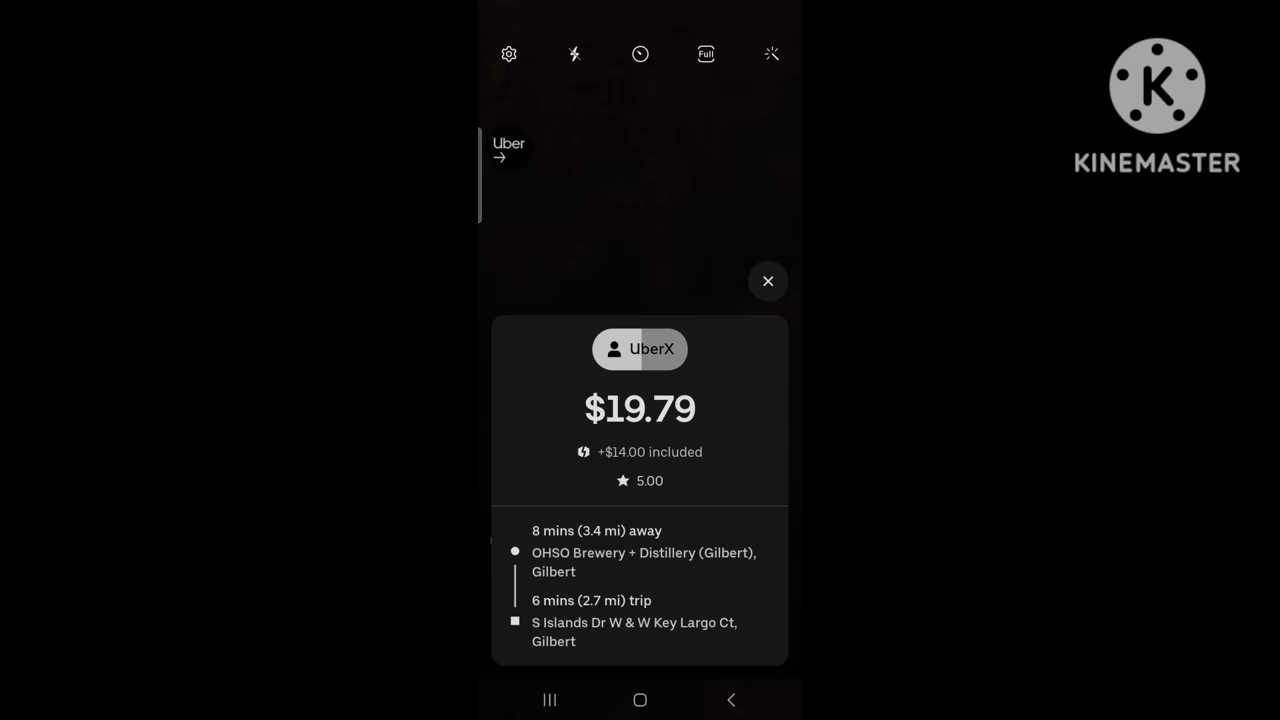 Full
K
KINEMASTER
Uber
UberX
$19.79
+$14.00 included
5.00
8 mins (3.4 mi) away
OHSO Brewery + Distillery (Gilbert),
Gilbert
6 mins (2.7 mi) trip
S Islands Dr W & W Key Largo Ct,
Gilbert